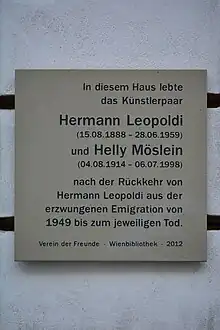 In diesem Haus lebte
das Künstlerpaar
Hermann Leopoldi
(15.08.1888 - 28.06.1959)
und Helly Möslein
(04.08.1914 - 06.07.1998)
nach der Rückkehr von
Hermann Leopoldi aus der
erzwungenen Emigration von
1949 bis zum jeweiligen Tod.
Verein der Freunde · Wienbibliothek · 2012